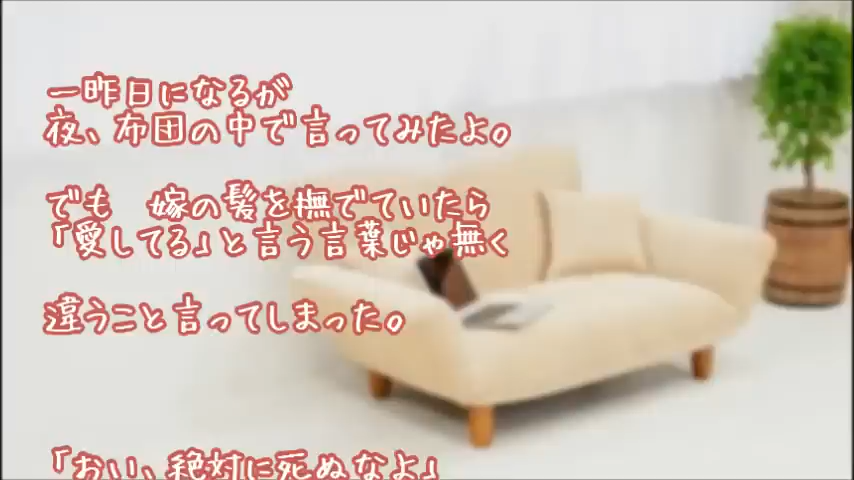 一昨日になるが
夜、布団の中で言ってみたよ。
でも　嫁の髪を撫でていたら
「愛してる」と言う言葉じゃ無く
違うこと言ってしまった。
「おい、絶対に死ぬなよ」